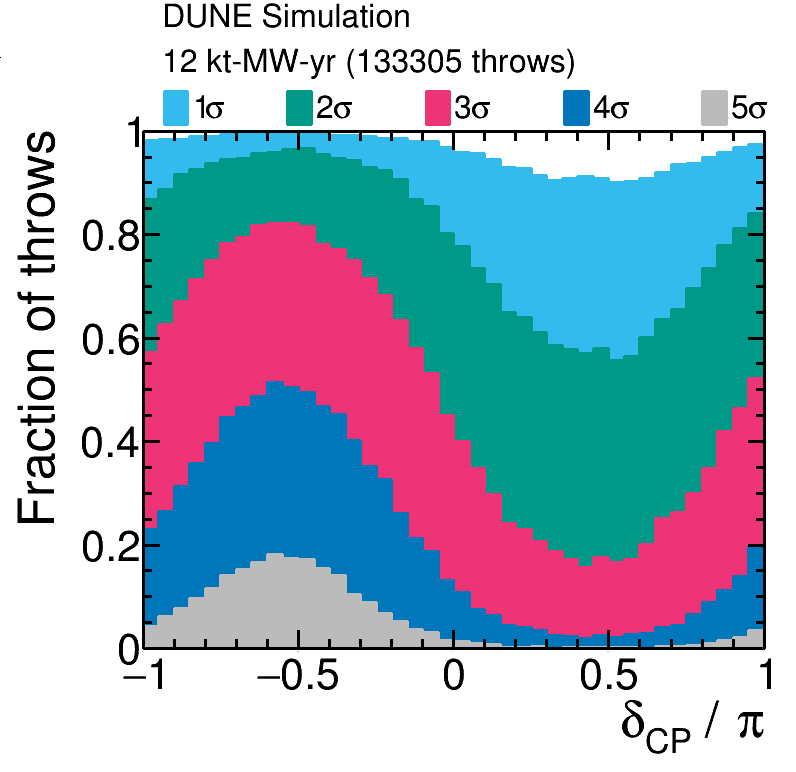 DUNE Simulation
12 kt-MW-yr (133305 throws)
1σ 2σ 3σ 4σ 5σ
Fraction of throws
1
0.8
0.6
0.4
0.2
0
−1 −0.5 0 0.5 1
δCP / π